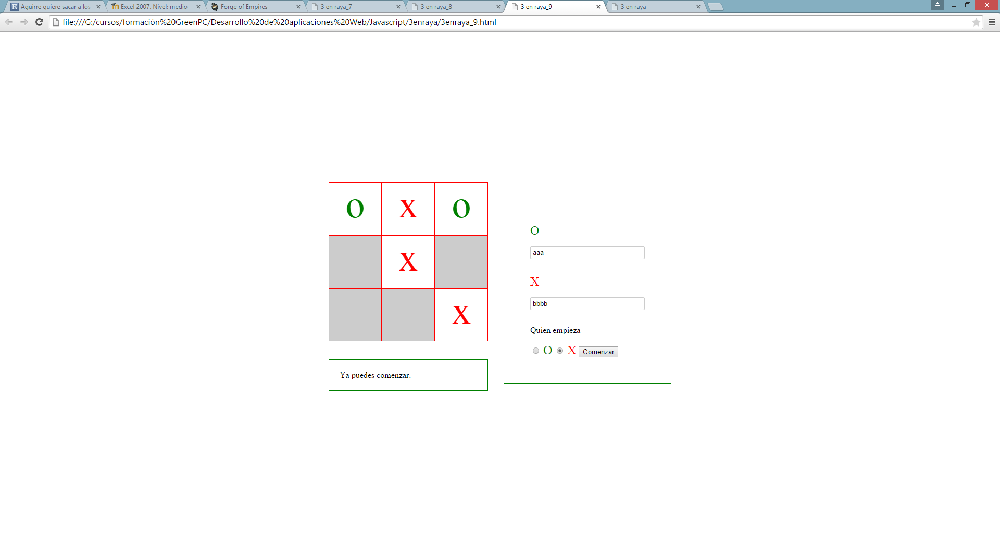 Aguirre quiere sacar a los
Excel 2007. Nivel: medio -
Forge of Empires
3 en raya_7
3 en raya_8
3 en raya_9
3 en raya
file:///G:/cursos/formación%20GreenPC/Desarrollo%20de%20aplicaciones%20Web/Javascript/3enraya/3enraya_9.html
O X O
X
X
Ya puedes comenzar.
O
aaa
X
bbbb
Quien empieza
O X Comenzar